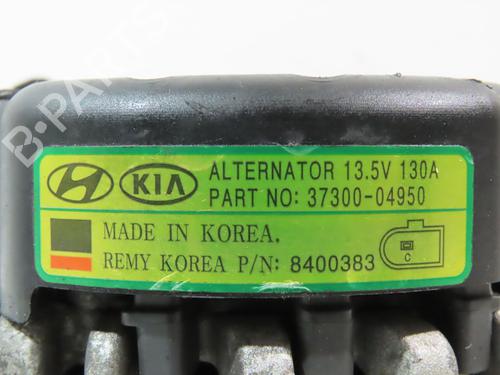 B-PARTS
KIA
ALTERNATOR 13.5V 130A
PART NO: 37300-04950
MADE IN KOREA.
REMY KOREA P/N: 8400383
C